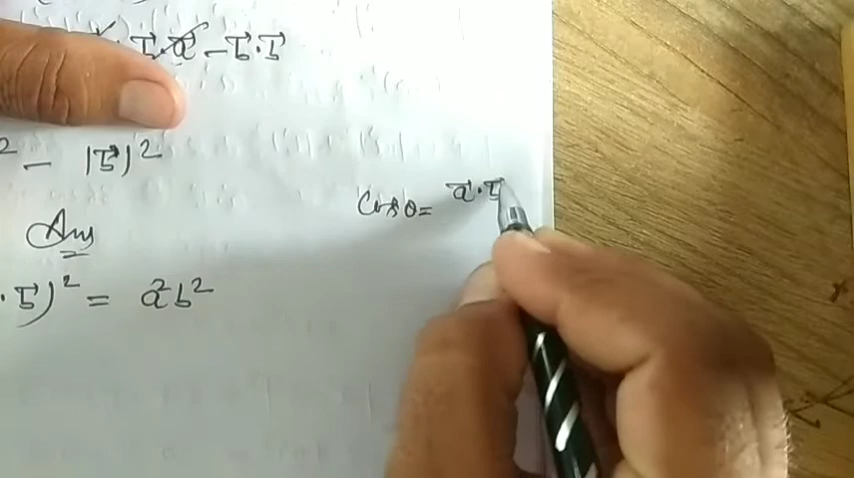 b⃗·a⃗ − b⃗·b⃗
² − |b⃗|²
Cosθ= a⃗·b⃗
Ans
·b⃗)² = a²b²